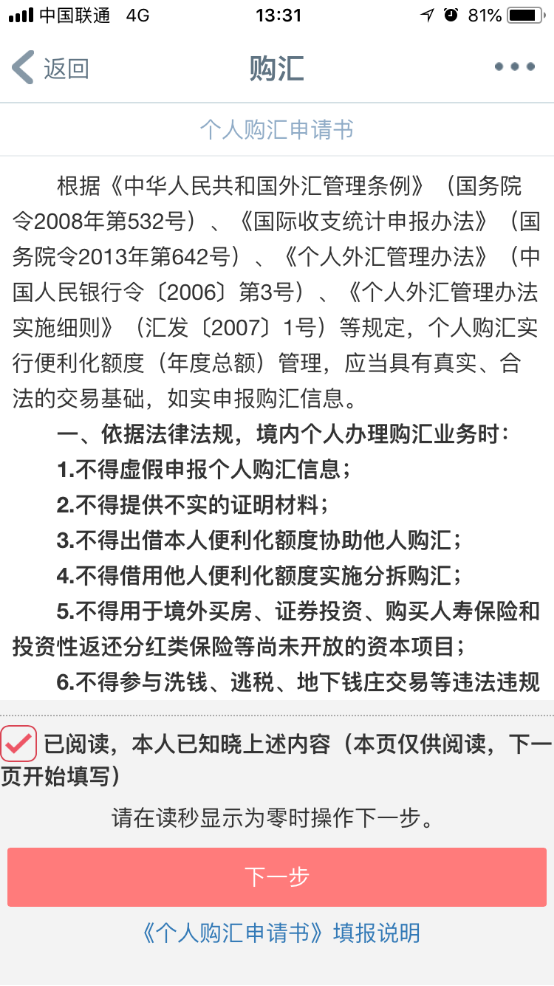 中国联通 4G 13:31 81%
返回 购汇
个人购汇申请书
根据《中华人民共和国外汇管理条例》（国务院
令2008年第532号）、《国际收支统计申报办法》（国
务院令2013年第642号）、《个人外汇管理办法》（中
国人民银行令〔2006〕第3号）、《个人外汇管理办法
实施细则》（汇发〔2007〕1号）等规定，个人购汇实
行便利化额度（年度总额）管理，应当具有真实、合
法的交易基础，如实申报购汇信息。
一、依据法律法规，境内个人办理购汇业务时：
1.不得虚假申报个人购汇信息；
2.不得提供不实的证明材料；
3.不得出借本人便利化额度协助他人购汇；
4.不得借用他人便利化额度实施分拆购汇；
5.不得用于境外买房、证券投资、购买人寿保险和
投资性返还分红类保险等尚未开放的资本项目；
6.不得参与洗钱、逃税、地下钱庄交易等违法违规
已阅读，本人已知晓上述内容（本页仅供阅读，下一
页开始填写）
请在读秒显示为零时操作下一步。
下一步
《个人购汇申请书》填报说明